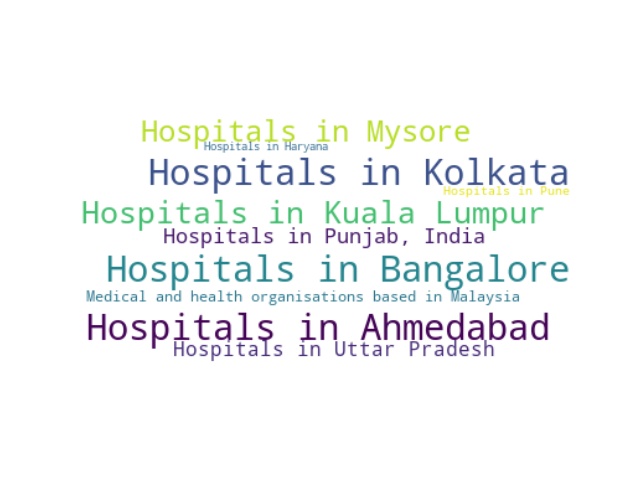 Hospitals in Mysore
Hospitals in Haryana
Hospitals in Kolkata
Hospitals in Pune
Hospitals in Kuala Lumpur
Hospitals in Punjab, India
Hospitals in Bangalore
Medical and health organisations based in Malaysia
Hospitals in Ahmedabad
Hospitals in Uttar Pradesh